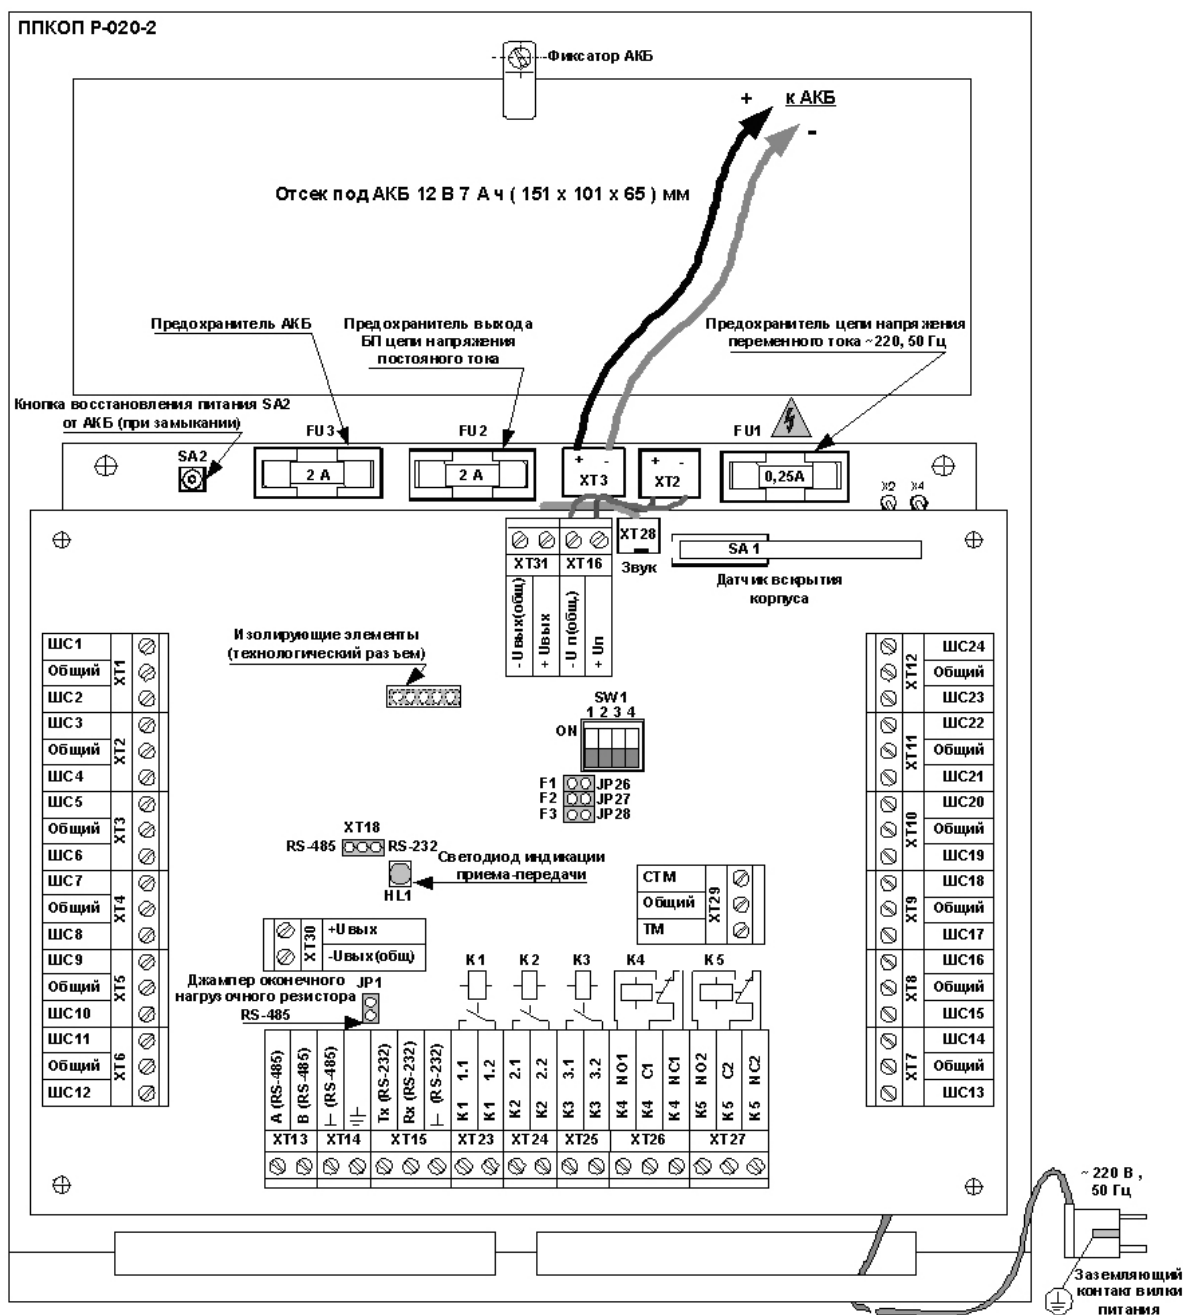 ППКОП Р-020-2
Фиксатор АКБ
+ к АКБ
-
Отсек под АКБ 12 В 7 А ч ( 151 х 101 х 65 ) мм
Предохранитель АКБ
Предохранитель выхода
БП цепи напряжения
постояного тока
Предохранитель цепи напряжения
переменного тока ~220, 50 Гц
Кнопка восстановления питания SA2
от АКБ (при замыкании)
SA2
FU3
2 А
FU2
2 А
+ -
XT3
+ -
XT2
FU1
0,25А
X2 X4
XT31 XT16
- U вых(общ)
+ Uвых
- U п(общ.)
+ Uп
XT28
Звук
SA 1
Датчик вскрытия
корпуса
Изолирующие элементы
(технологический разъем)
SW1
1 2 3 4
ON
F1 JP26
F2 JP27
F3 JP28
XT18
RS-485 RS-232
Светодиод индикации
приема-передачи
HL1
ШС1
Общий
ШС2
XT1
ШС3
Общий
ШС4
XT2
ШС5
Общий
ШС6
XT3
ШС7
Общий
ШС8
XT4
ШС9
Общий
ШС10
XT5
ШС11
Общий
ШС12
XT6
ШС24
Общий
ШС23
XT12
ШС22
Общий
ШС21
XT11
ШС20
Общий
ШС19
XT10
ШС18
Общий
ШС17
XT9
ШС16
Общий
ШС15
XT8
ШС14
Общий
ШС13
XT7
СТМ
Общий
ТМ
XT29
XT30
+U вых
-Uвых(общ)
Джампер оконечного
нагрузочного резистора
RS-485
JP1
K1 K2 K3 K4 K5
A (RS-485)
B (RS-485)
⊥ (RS-485)
Tx (RS-232)
Rx (RS-232)
⊥ (RS-232)
K1 1.1
K1 1.2
K2 2.1
K2 2.2
K3 3.1
K3 3.2
K4 NO1
K4 C1
K4 NC1
K5 NO2
K5 C2
K5 NC2
XT13 XT14 XT15 XT23 XT24 XT25 XT26 XT27
~ 220 В ,
50 Гц
Заземляющий
контакт вилки
питания